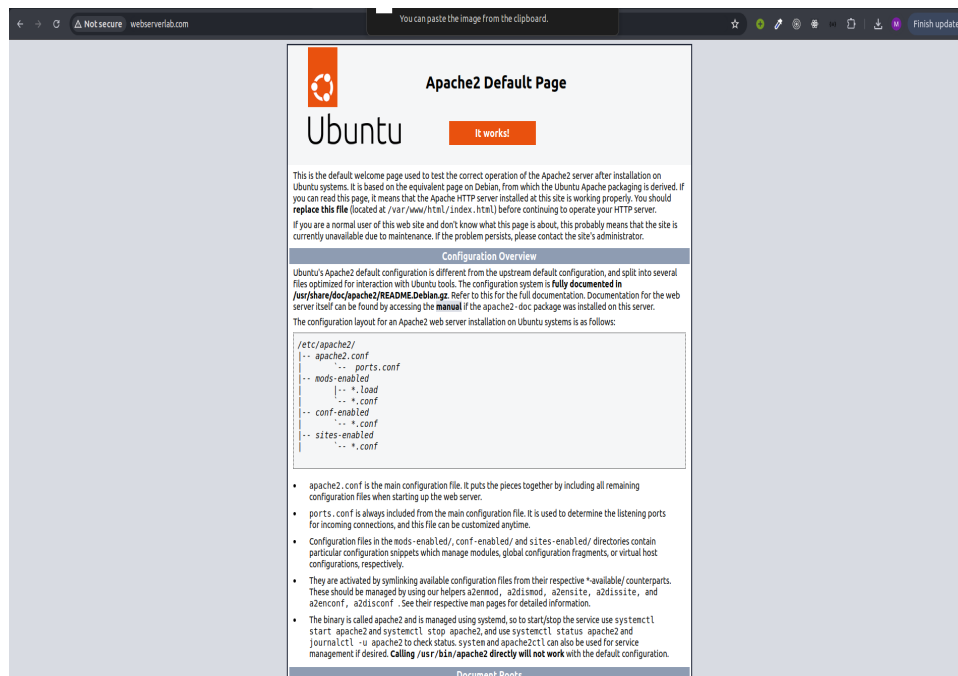 Not secure
webserverlab.com
You can paste the image from the clipboard.
M
Finish update
Apache2 Default Page
Ubuntu
It works!
This is the default welcome page used to test the correct operation of the Apache2 server after installation on
Ubuntu systems. It is based on the equivalent page on Debian, from which the Ubuntu Apache packaging is derived. If
you can read this page, it means that the Apache HTTP server installed at this site is working properly. You should
replace this file (located at /var/www/html/index.html) before continuing to operate your HTTP server.
If you are a normal user of this web site and don't know what this page is about, this probably means that the site is
currently unavailable due to maintenance. If the problem persists, please contact the site's administrator.
Configuration Overview
Ubuntu's Apache2 default configuration is different from the upstream default configuration, and split into several
files optimized for interaction with Ubuntu tools. The configuration system is fully documented in
/usr/share/doc/apache2/README.Debian.gz. Refer to this for the full documentation. Documentation for the web
server itself can be found by accessing the manual if the apache2-doc package was installed on this server.
The configuration layout for an Apache2 web server installation on Ubuntu systems is as follows:
/etc/apache2/
|-- apache2.conf
|       `--  ports.conf
|-- mods-enabled
|       |-- *.load
|       `-- *.conf
|-- conf-enabled
|       `-- *.conf
|-- sites-enabled
|       `-- *.conf
• apache2.conf is the main configuration file. It puts the pieces together by including all remaining
configuration files when starting up the web server.
• ports.conf is always included from the main configuration file. It is used to determine the listening ports
for incoming connections, and this file can be customized anytime.
• Configuration files in the mods-enabled/, conf-enabled/ and sites-enabled/ directories contain
particular configuration snippets which manage modules, global configuration fragments, or virtual host
configurations, respectively.
• They are activated by symlinking available configuration files from their respective *-available/ counterparts.
These should be managed by using our helpers a2enmod, a2dismod, a2ensite, a2dissite, and
a2enconf, a2disconf . See their respective man pages for detailed information.
• The binary is called apache2 and is managed using systemd, so to start/stop the service use systemctl
start apache2 and systemctl stop apache2, and use systemctl status apache2 and
journalctl -u apache2 to check status. system and apache2ctl can also be used for service
management if desired. Calling /usr/bin/apache2 directly will not work with the default configuration.
Document Roots